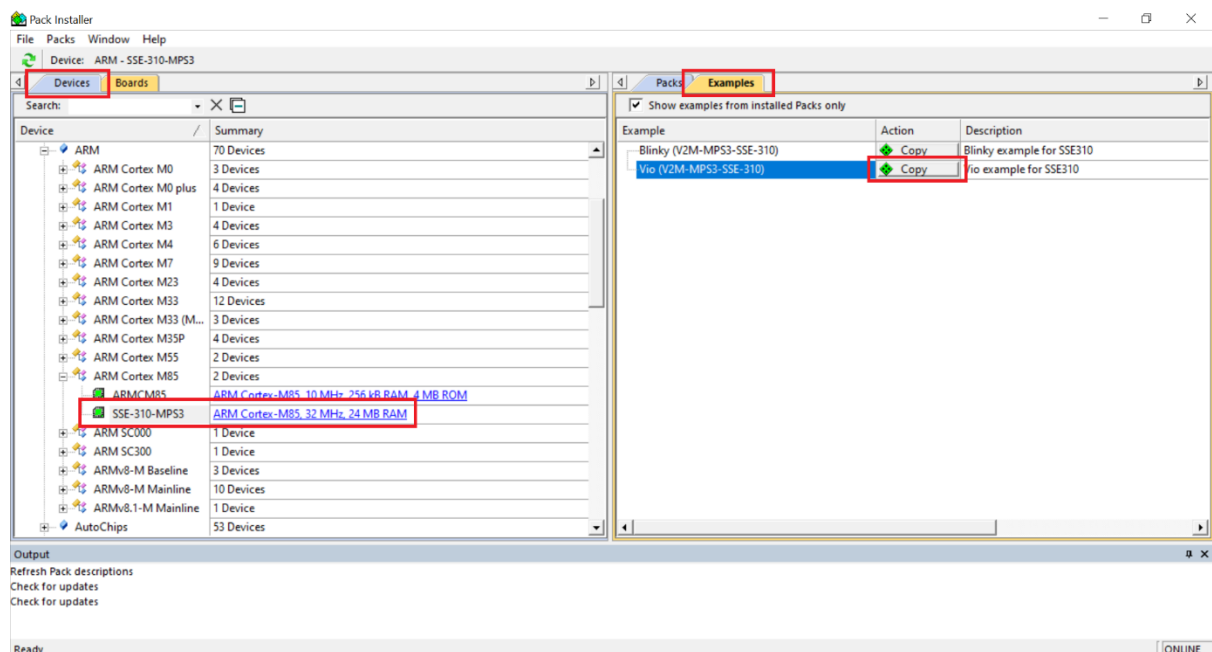 Pack Installer
File Packs Window Help
Device: ARM - SSE-310-MPS3
Devices Boards
Search:
Device / Summary
ARM 70 Devices
ARM Cortex M0 3 Devices
ARM Cortex M0 plus 4 Devices
ARM Cortex M1 1 Device
ARM Cortex M3 4 Devices
ARM Cortex M4 6 Devices
ARM Cortex M7 9 Devices
ARM Cortex M23 4 Devices
ARM Cortex M33 12 Devices
ARM Cortex M33 (M... 3 Devices
ARM Cortex M35P 4 Devices
ARM Cortex M55 2 Devices
ARM Cortex M85 2 Devices
ARMCM85 ARM Cortex-M85, 10 MHz, 256 kB RAM, 4 MB ROM
SSE-310-MPS3 ARM Cortex-M85, 32 MHz, 24 MB RAM
ARM SC000 1 Device
ARM SC300 1 Device
ARMv8-M Baseline 3 Devices
ARMv8-M Mainline 10 Devices
ARMv8.1-M Mainline 1 Device
AutoChips 53 Devices
Packs Examples
Show examples from installed Packs only
Example Action Description
Blinky (V2M-MPS3-SSE-310) Copy Blinky example for SSE310
Vio (V2M-MPS3-SSE-310) Copy Vio example for SSE310
Output
Refresh Pack descriptions
Check for updates
Check for updates
Ready ONLINE